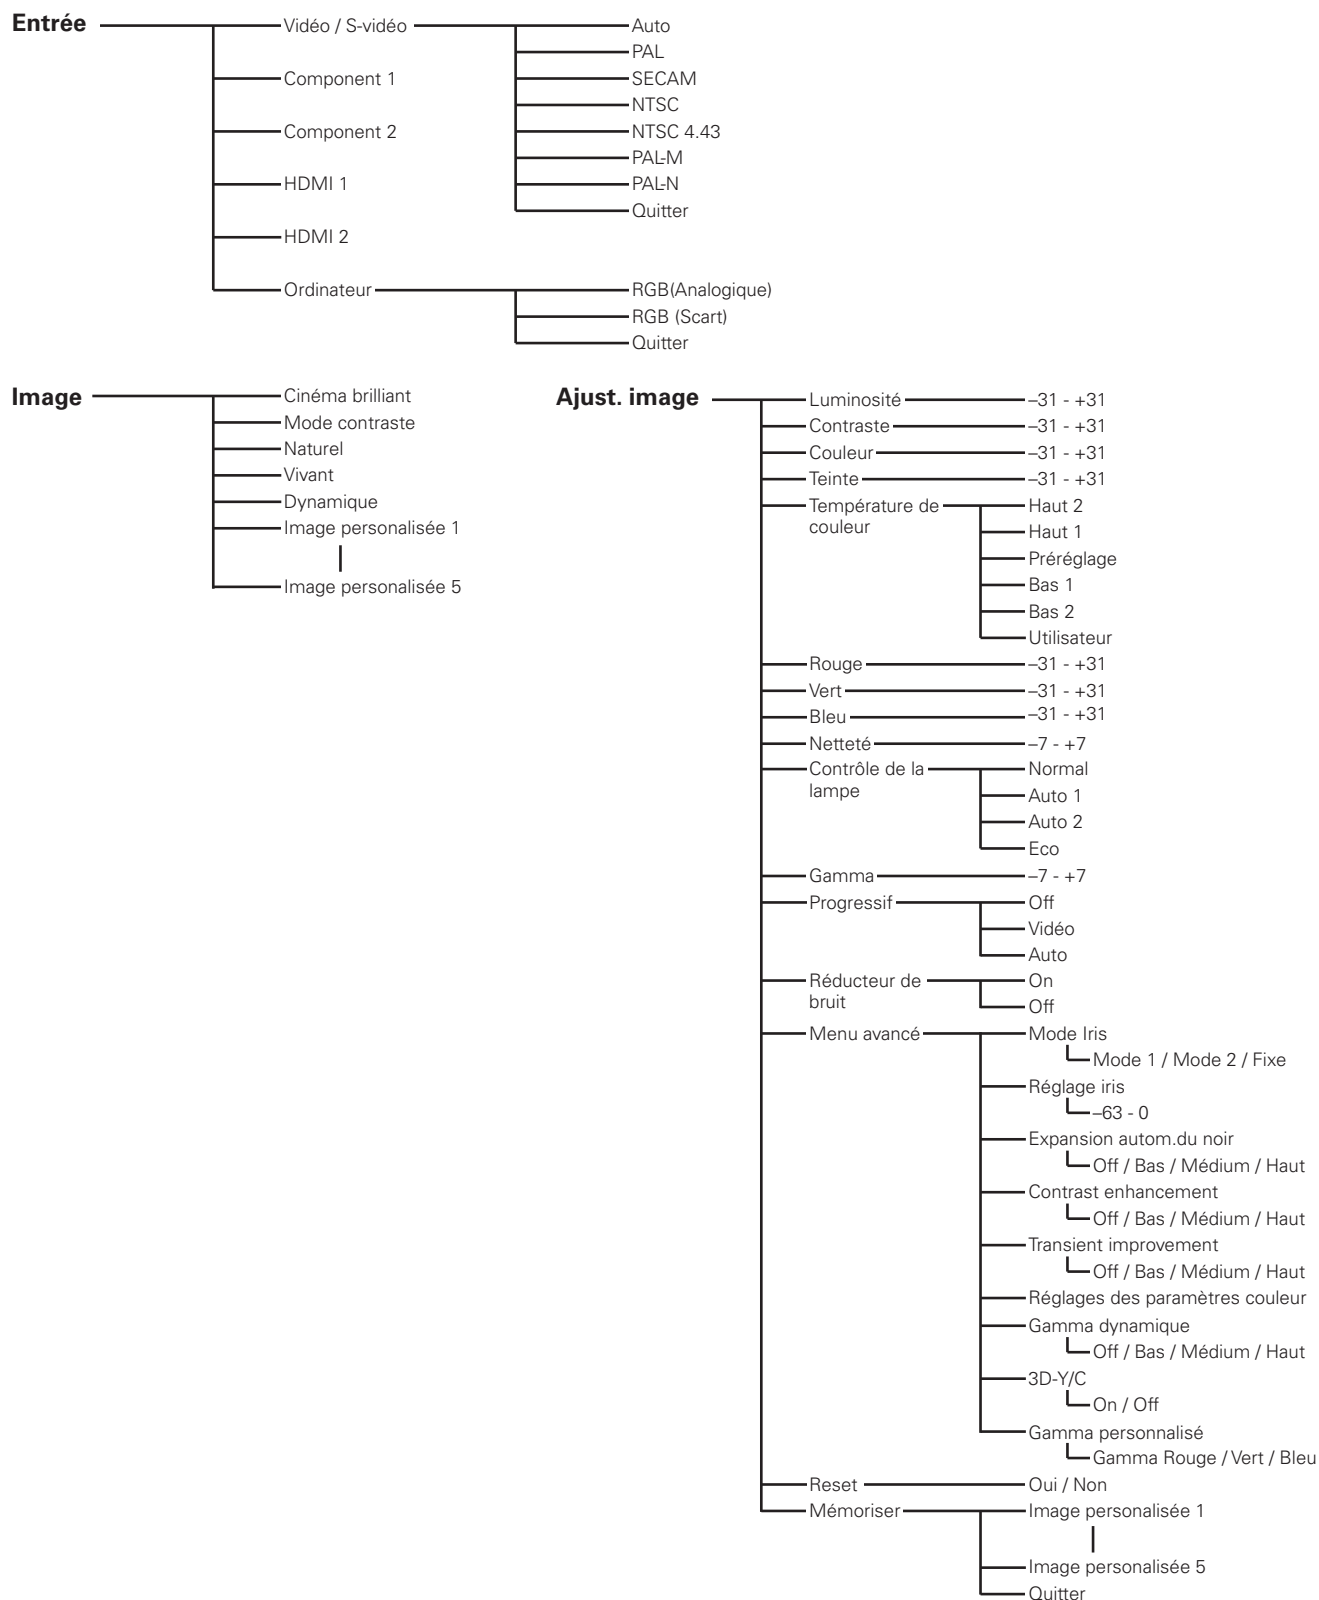 Entrée
Vidéo / S-vidéo
Auto
PAL
Component 1
SECAM
NTSC
Component 2
NTSC 4.43
PAL-M
HDMI 1
PAL-N
Quitter
HDMI 2
Ordinateur
RGB(Analogique)
RGB (Scart)
Quitter
Image
Cinéma brilliant
Mode contraste
Naturel
Vivant
Dynamique
Image personalisée 1
Image personalisée 5
Ajust. image
Luminosité
–31 - +31
Contraste
–31 - +31
Couleur
–31 - +31
Teinte
–31 - +31
Température de
couleur
Haut 2
Haut 1
Préréglage
Bas 1
Bas 2
Utilisateur
Rouge
–31 - +31
Vert
–31 - +31
Bleu
–31 - +31
Netteté
–7 - +7
Contrôle de la
lampe
Normal
Auto 1
Auto 2
Eco
Gamma
–7 - +7
Progressif
Off
Vidéo
Auto
Réducteur de
bruit
On
Off
Menu avancé
Mode Iris
Mode 1 / Mode 2 / Fixe
Réglage iris
–63 - 0
Expansion autom.du noir
Off / Bas / Médium / Haut
Contrast enhancement
Off / Bas / Médium / Haut
Transient improvement
Off / Bas / Médium / Haut
Réglages des paramètres couleur
Gamma dynamique
Off / Bas / Médium / Haut
3D-Y/C
On / Off
Gamma personnalisé
Gamma Rouge / Vert / Bleu
Reset
Oui / Non
Mémoriser
Image personalisée 1
Image personalisée 5
Quitter